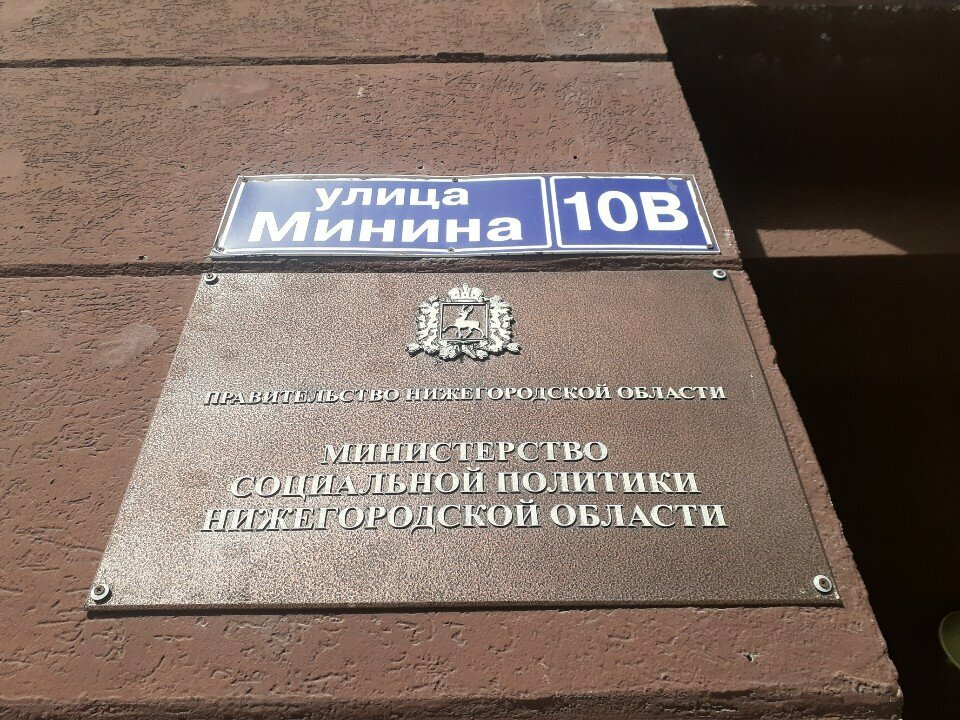 улица
Минина
10В
ПРАВИТЕЛЬСТВО НИЖЕГОРОДСКОЙ ОБЛАСТИ
МИНИСТЕРСТВО
СОЦИАЛЬНОЙ ПОЛИТИКИ
НИЖЕГОРОДСКОЙ ОБЛАСТИ